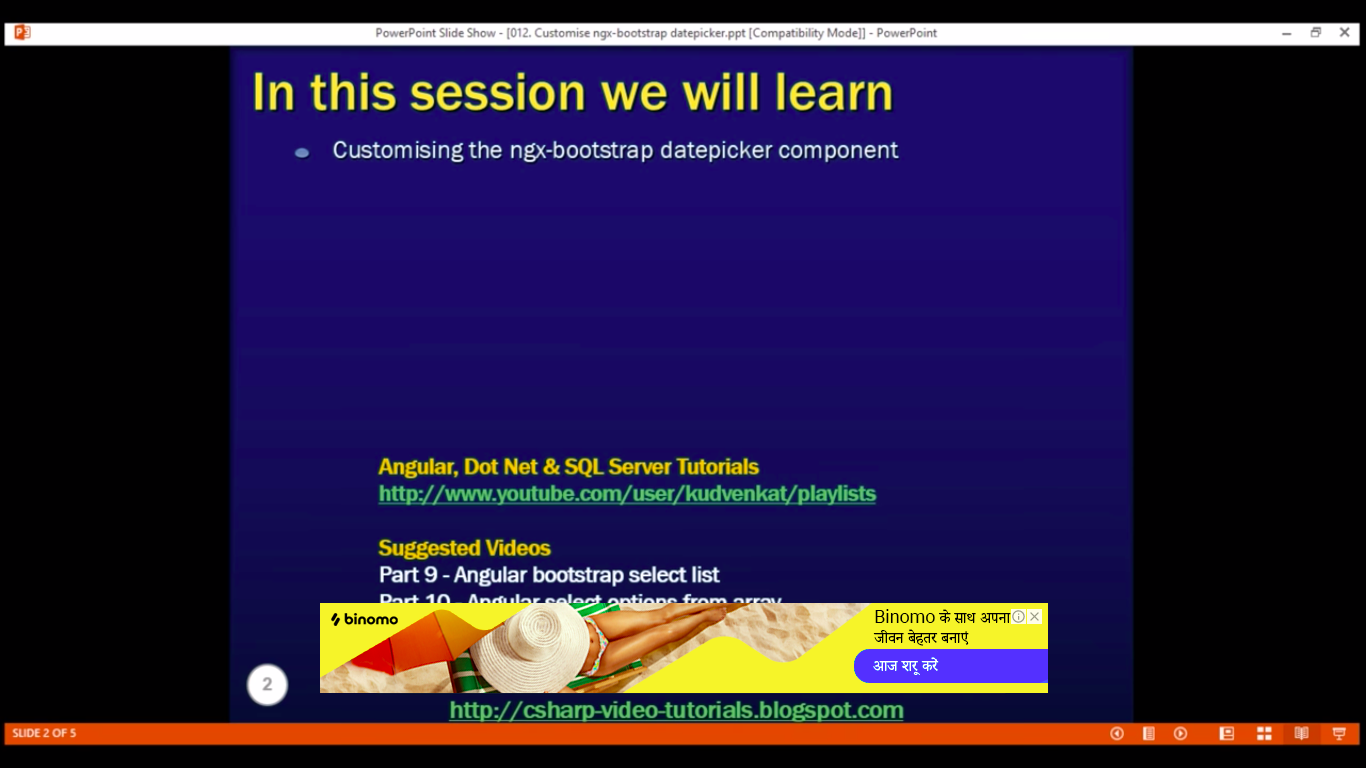 PowerPoint Slide Show - [012. Customise ngx-bootstrap datepicker.ppt [Compatibility Mode]] - PowerPoint
In this session we will learn
Customising the ngx-bootstrap datepicker component
Angular, Dot Net & SQL Server Tutorials
http://www.youtube.com/user/kudvenkat/playlists
Suggested Videos
Part 9 - Angular bootstrap select list
Part 10 - Angular select options from array
binomo
Binomo के साथ अपना
जीवन बेहतर बनाएं
आज शरू करें
2
http://csharp-video-tutorials.blogspot.com
SLIDE 2 OF 5